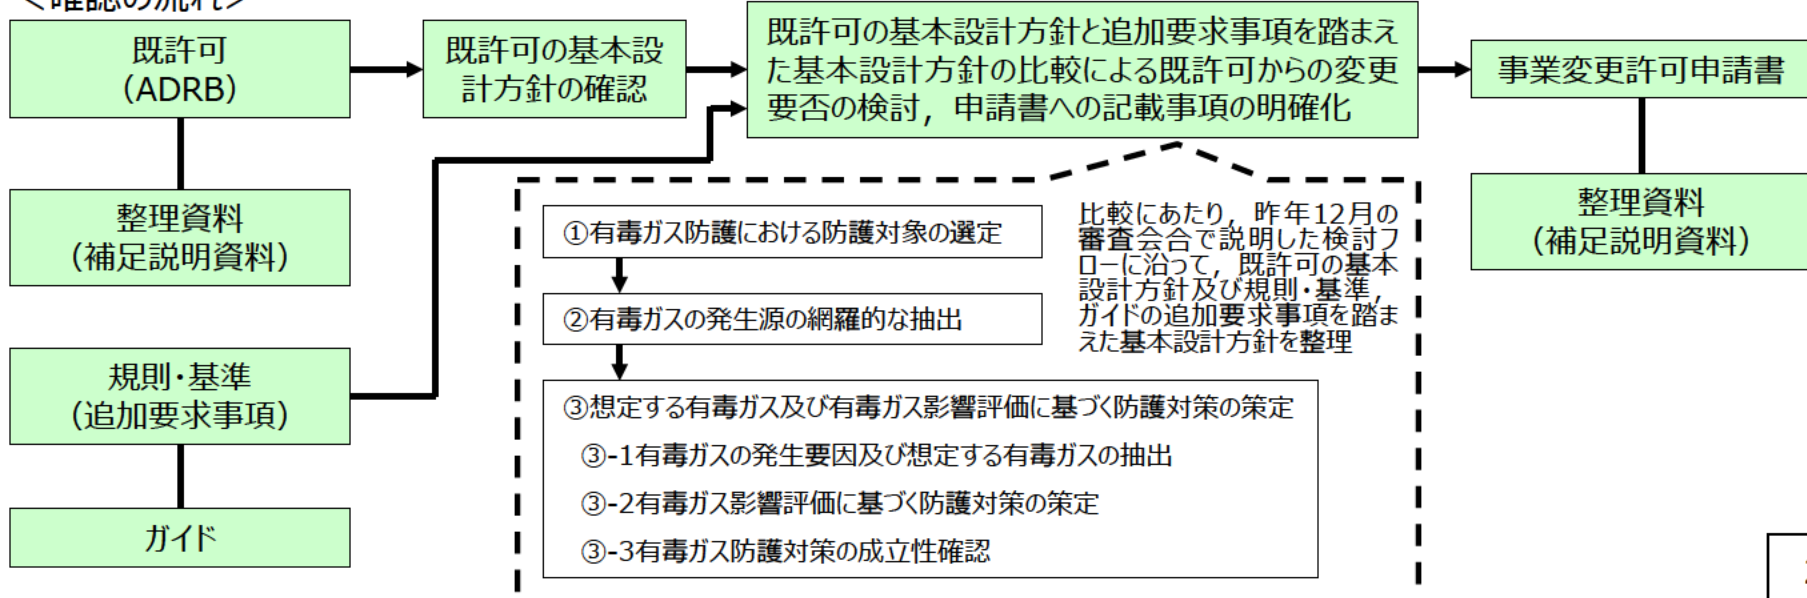 <確認の流れ>
既許可
(ADRB)
既許可の基本設
計方針の確認
既許可の基本設計方針と追加要求事項を踏まえ
た基本設計方針の比較による既許可からの変更
要否の検討，申請書への記載事項の明確化
事業変更許可申請書
整理資料
(補足説明資料)
整理資料
(補足説明資料)
規則・基準
(追加要求事項)
ガイド
①有毒ガス防護における防護対象の選定
②有毒ガスの発生源の網羅的な抽出
③想定する有毒ガス及び有毒ガス影響評価に基づく防護対策の策定
③-1有毒ガスの発生要因及び想定する有毒ガスの抽出
③-2有毒ガス影響評価に基づく防護対策の策定
③-3有毒ガス防護対策の成立性確認
比較にあたり，昨年12月の
審査会合で説明した検討フ
ローに沿って，既許可の基本
設計方針及び規則・基準，
ガイドの追加要求事項を踏ま
えた基本設計方針を整理